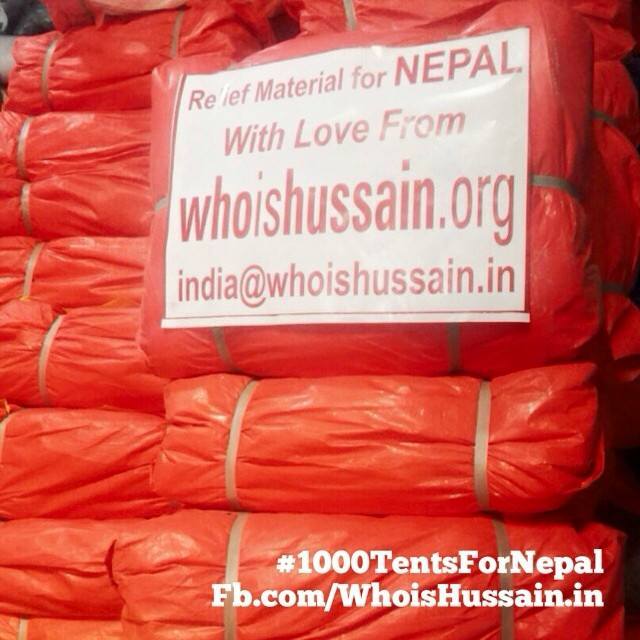 Relief Material for NEPAL
With Love From
whoishussain.org
india@whoishussain.in
#1000TentsForNepal
Fb.com/WhoisHussain.in